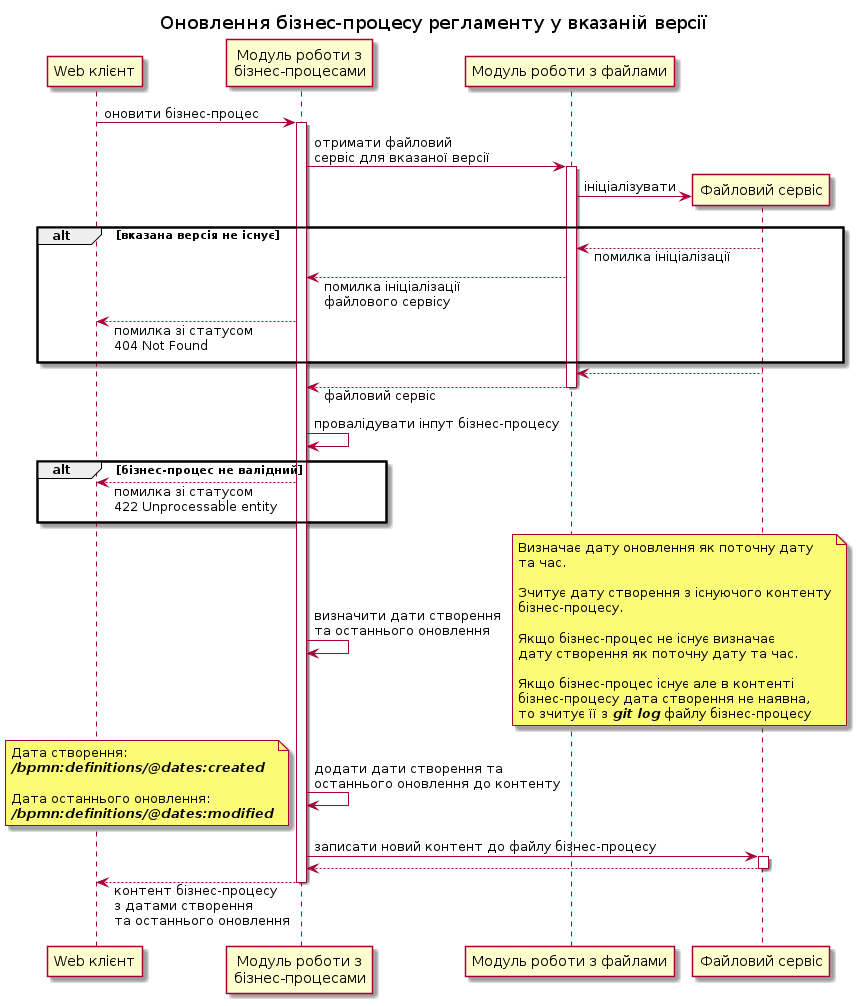 Оновлення бізнес-процесу регламенту у вказаній версії
Web клієнт
Модуль роботи з
бізнес-процесами
Модуль роботи з файлами
оновити бізнес-процес
отримати файловий
сервіс для вказаної версії
ініціалізувати
Файловий сервіс
alt
[вказана версія не існує]
помилка ініціалізації
помилка ініціалізації
файлового сервісу
помилка зі статусом
404 Not Found
файловий сервіс
провалідувати інпут бізнес-процесу
alt
[бізнес-процес не валідний]
помилка зі статусом
422 Unprocessable entity
Визначає дату оновлення як поточну дату
та час.
Зчитує дату створення з існуючого контенту
бізнес-процесу.
Якщо бізнес-процес не існує визначає
дату створення як поточну дату та час.
Якщо бізнес-процес існує але в контенті
бізнес-процесу дата створення не наявна,
то зчитує її з git log файлу бізнес-процесу
визначити дати створення
та останнього оновлення
Дата створення:
/bpmn:definitions/@dates:created
Дата останнього оновлення:
/bpmn:definitions/@dates:modified
додати дати створення та
останнього оновлення до контенту
записати новий контент до файлу бізнес-процесу
контент бізнес-процесу
з датами створення
та останнього оновлення
Web клієнт
Модуль роботи з
бізнес-процесами
Модуль роботи з файлами
Файловий сервіс